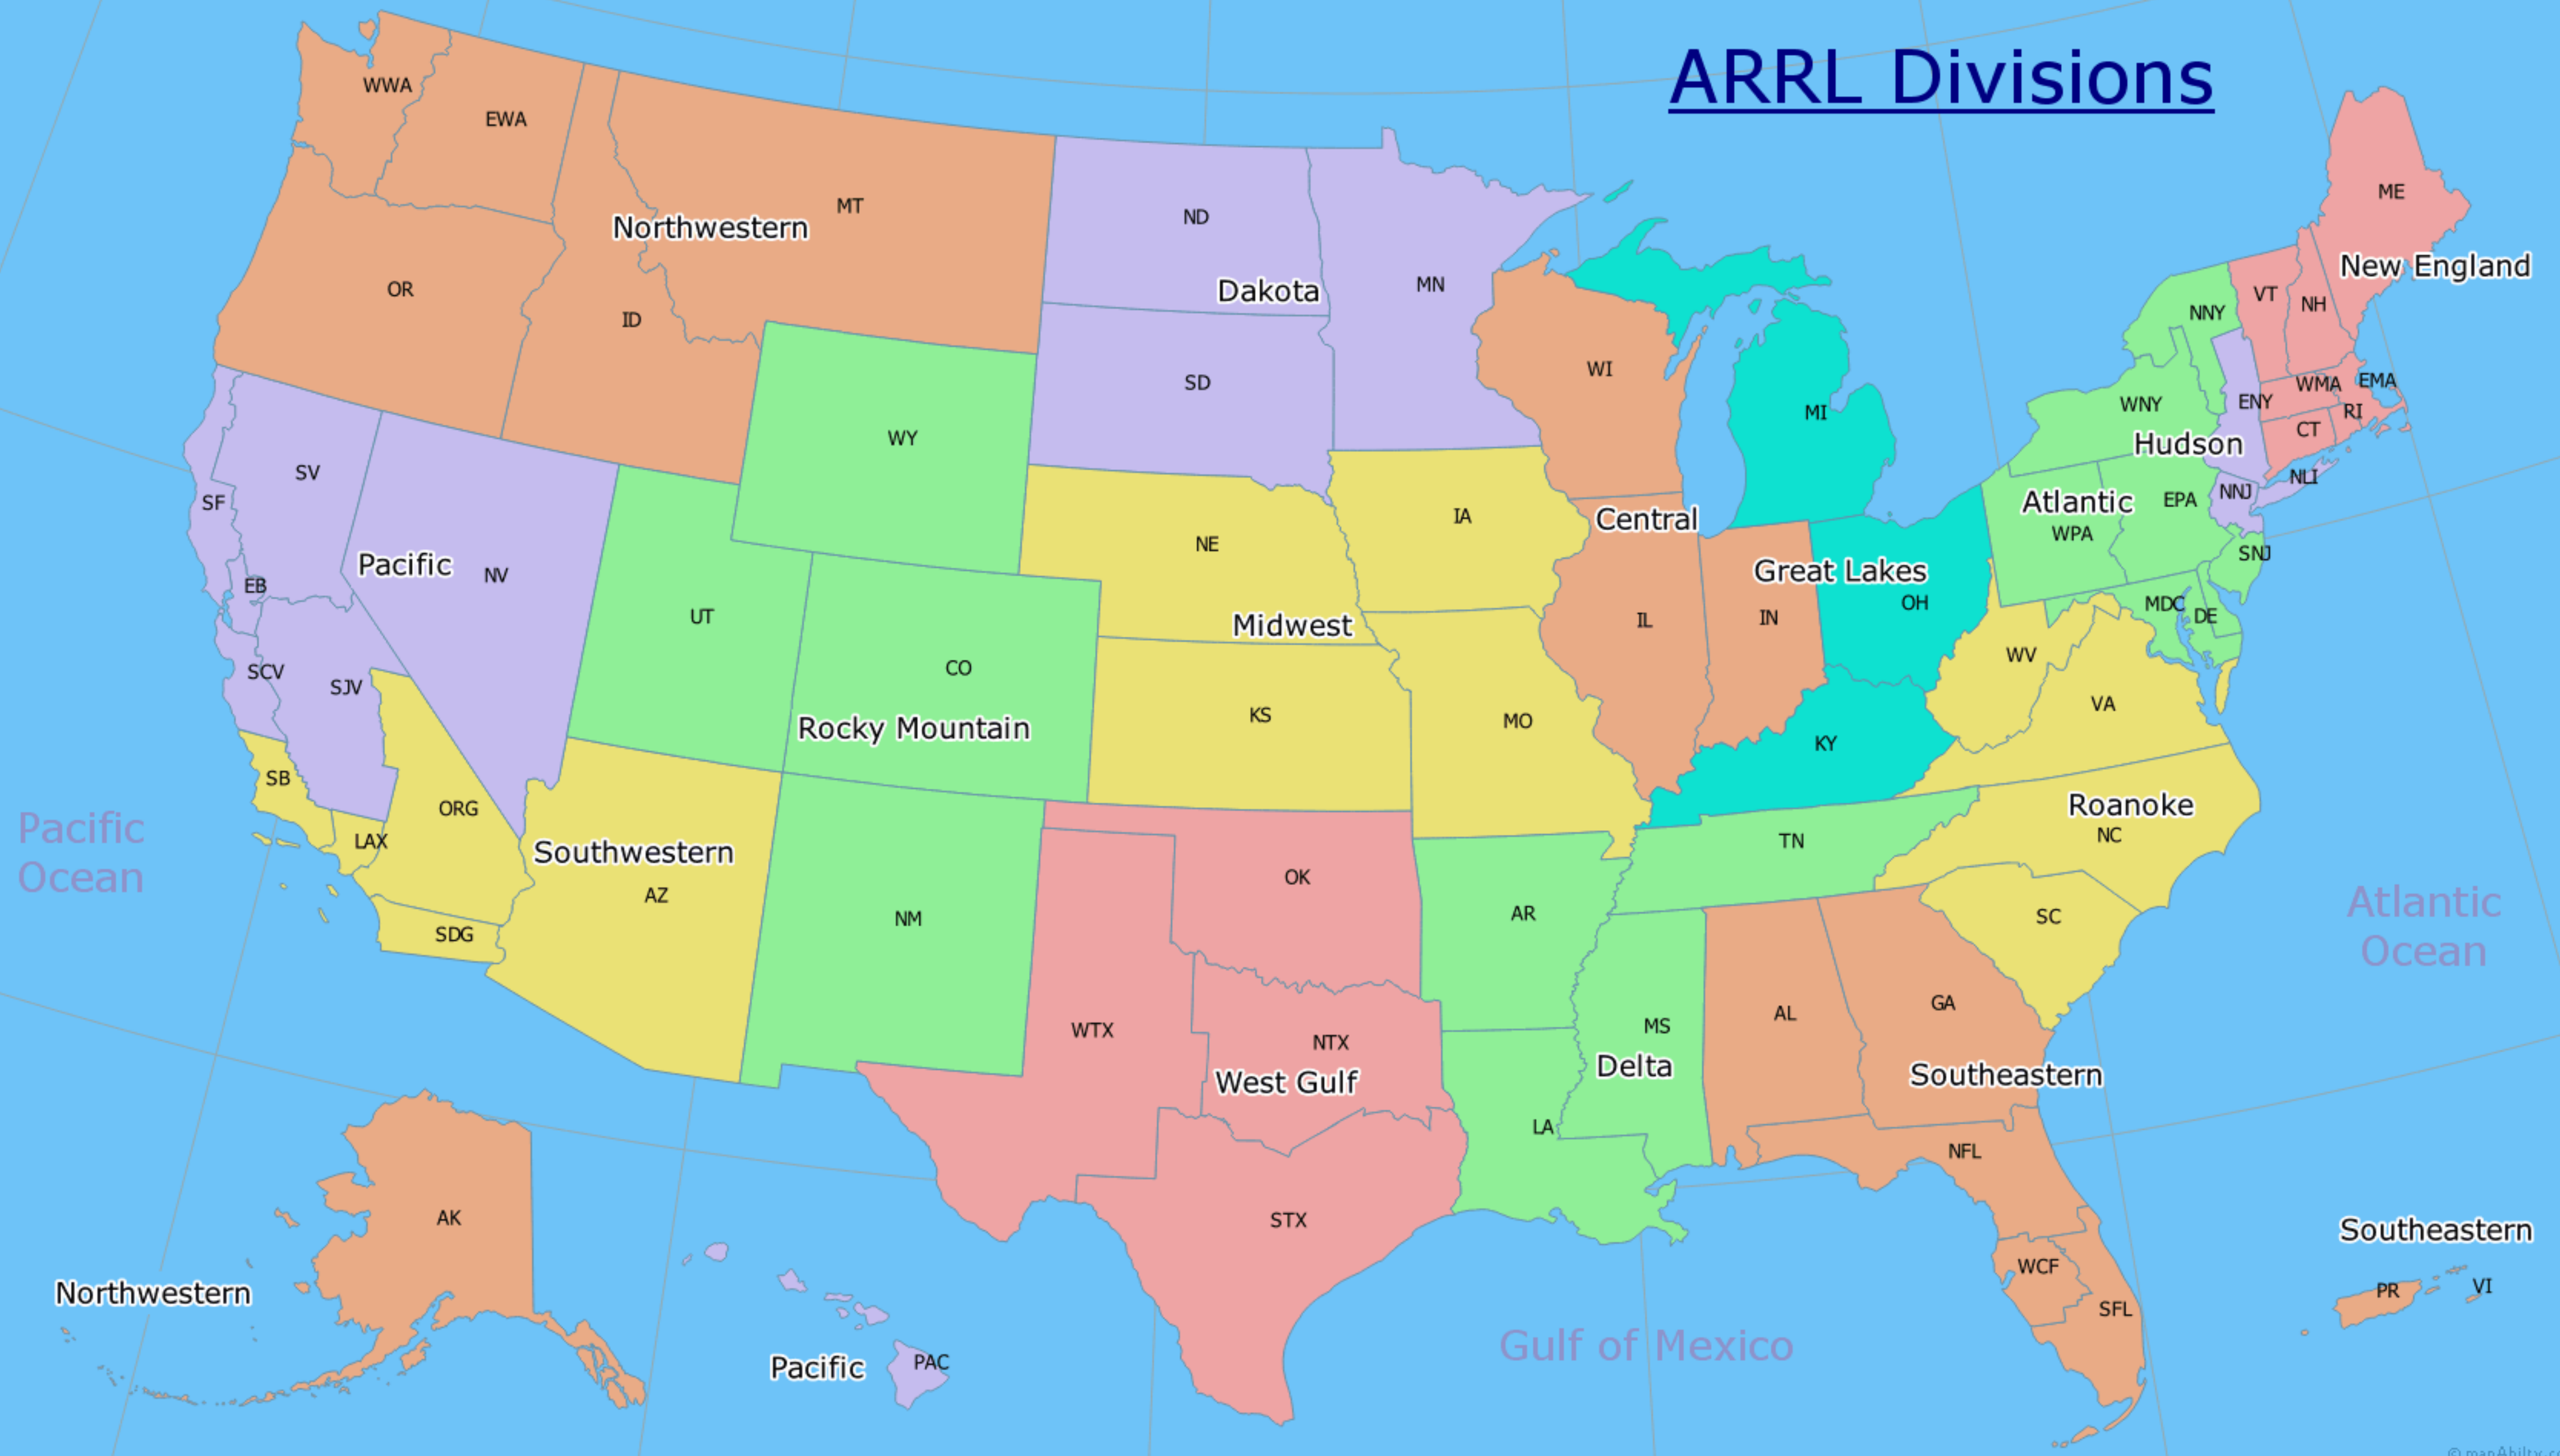 ARRL Divisions
WWA
EWA
MT
Northwestern
OR
ID
ND
Dakota
MN
SD
ME
New England
VT
NH
NNY
WMA
EMA
RI
CT
ENY
WNY
Hudson
NLI
NNJ
Atlantic
EPA
WPA
SNJ
MDC
DE
WI
MI
WY
SV
SF
Pacific
NV
EB
SCV
SJV
UT
CO
Rocky Mountain
NE
IA
Midwest
KS
MO
Central
IL
IN
Great Lakes
OH
KY
WV
VA
Roanoke
NC
SC
SB
ORG
LAX
Southwestern
AZ
SDG
NM
OK
WTX
NTX
West Gulf
STX
AR
TN
MS
Delta
LA
AL
GA
Southeastern
NFL
WCF
SFL
Pacific
Ocean
Atlantic
Ocean
AK
Northwestern
Pacific
PAC
Gulf of Mexico
Southeastern
PR
VI